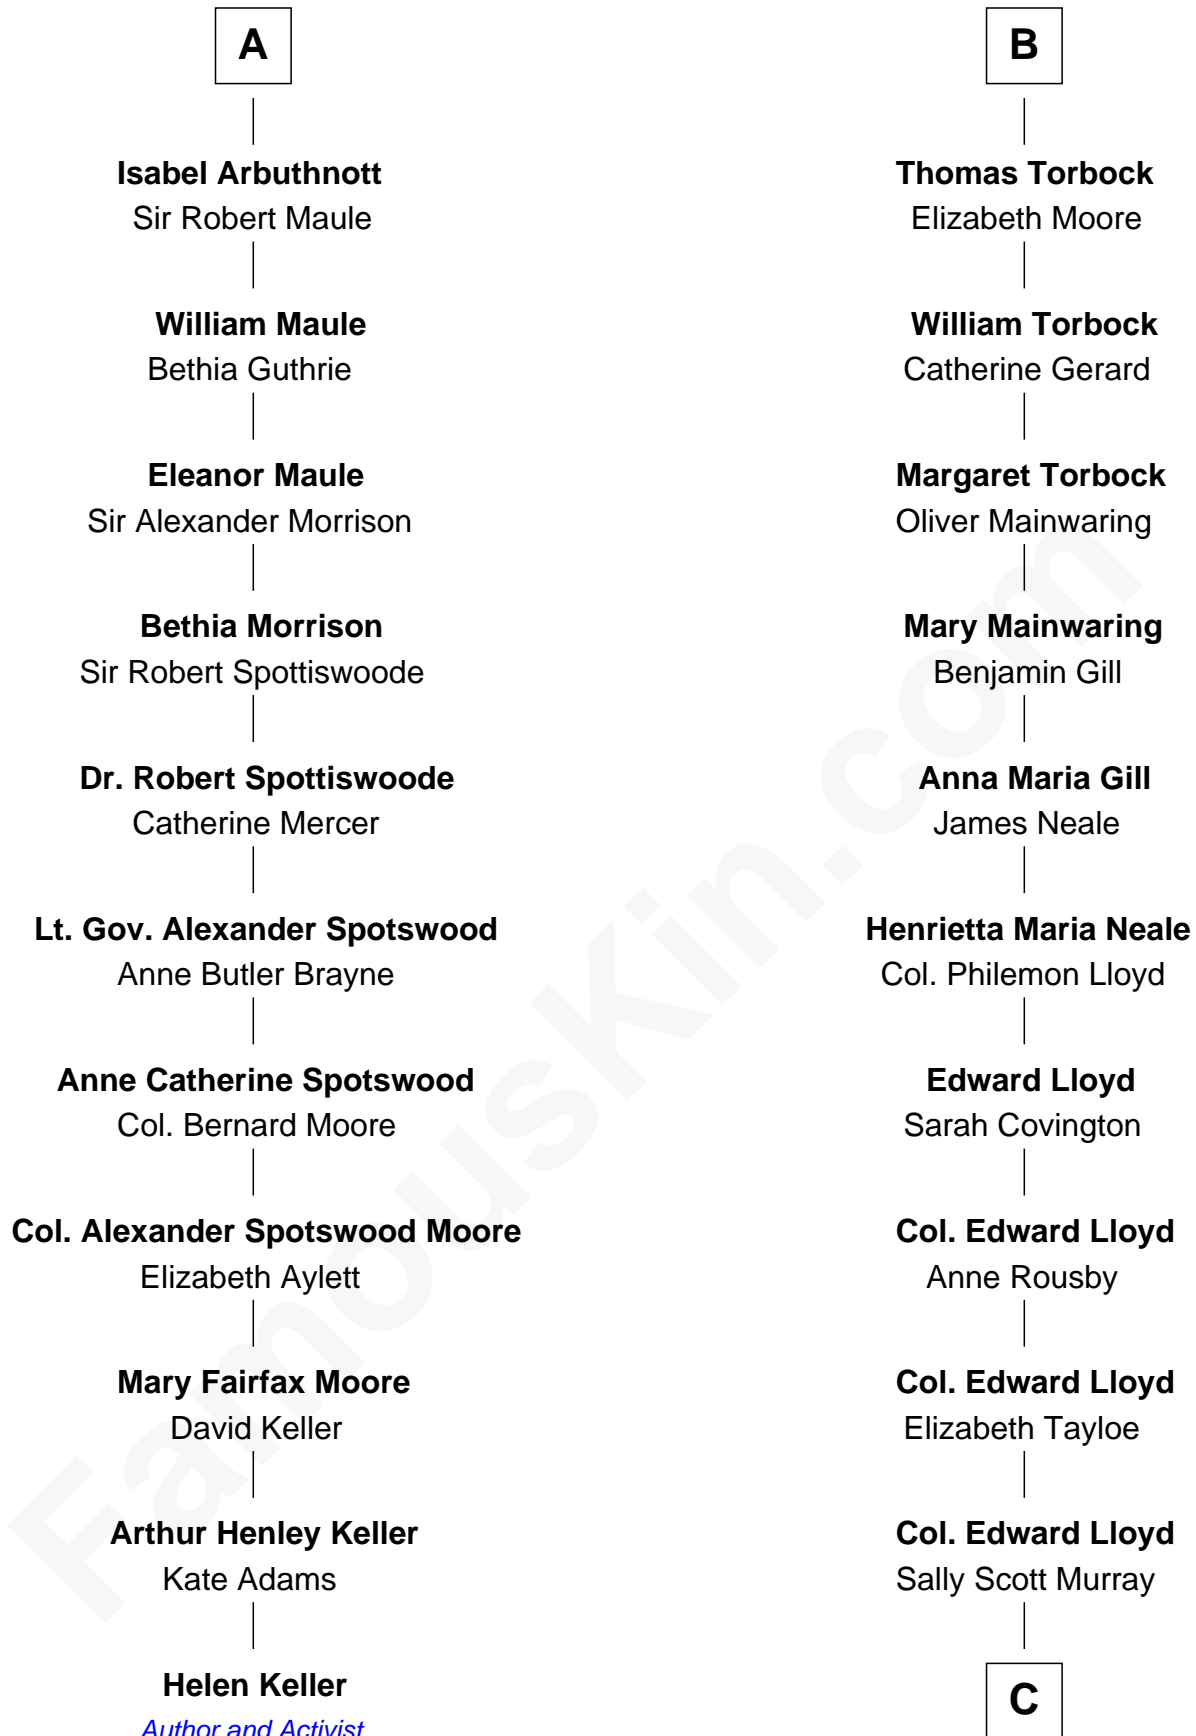 A
Isabel Arbuthnott
Sir Robert Maule
William Maule
Bethia Guthrie
Eleanor Maule
Sir Alexander Morrison
Bethia Morrison
Sir Robert Spottiswoode
Dr. Robert Spottiswoode
Catherine Mercer
Lt. Gov. Alexander Spotswood
Anne Butler Brayne
Anne Catherine Spotswood
Col. Bernard Moore
Col. Alexander Spotswood Moore
Elizabeth Aylett
Mary Fairfax Moore
David Keller
Arthur Henley Keller
Kate Adams
Helen Keller
Author and Activist
B
Thomas Torbock
Elizabeth Moore
William Torbock
Catherine Gerard
Margaret Torbock
Oliver Mainwaring
Mary Mainwaring
Benjamin Gill
Anna Maria Gill
James Neale
Henrietta Maria Neale
Col. Philemon Lloyd
Edward Lloyd
Sarah Covington
Col. Edward Lloyd
Anne Rousby
Col. Edward Lloyd
Elizabeth Tayloe
Col. Edward Lloyd
Sally Scott Murray
C
FamousKin.com